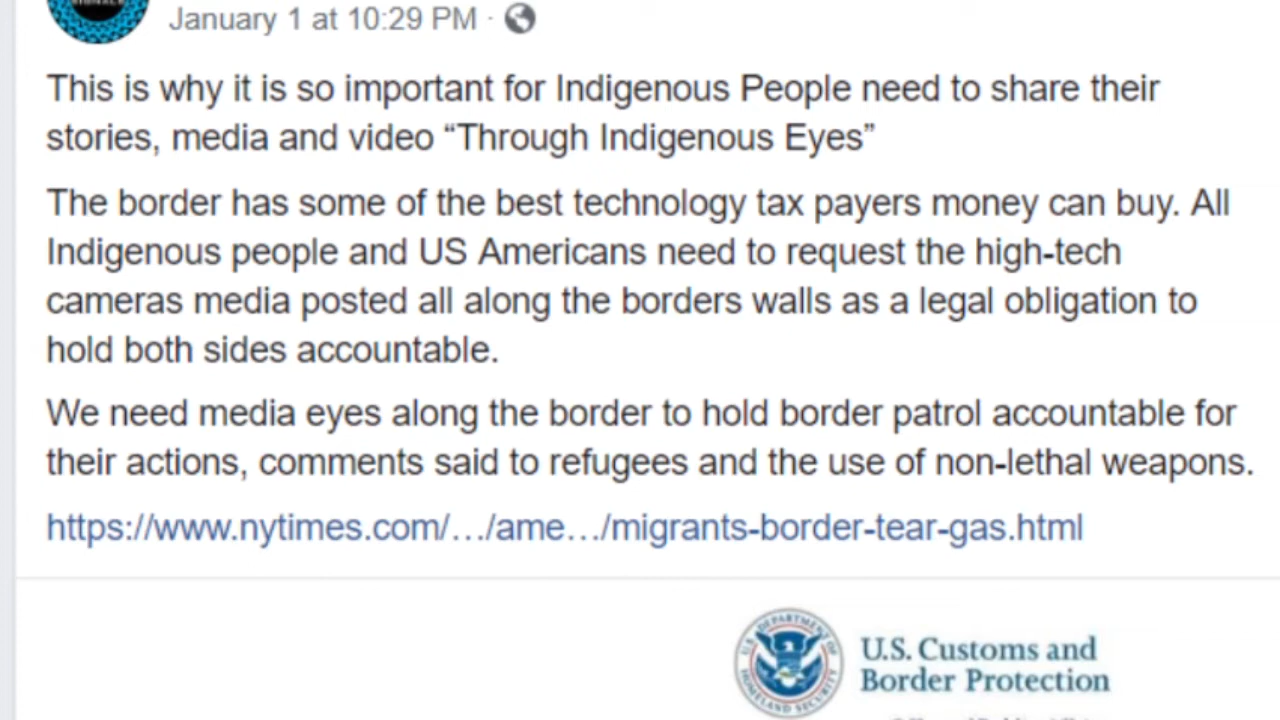 January 1 at 10:29 PM ·
This is why it is so important for Indigenous People need to share their
stories, media and video “Through Indigenous Eyes”
The border has some of the best technology tax payers money can buy. All
Indigenous people and US Americans need to request the high-tech
cameras media posted all along the borders walls as a legal obligation to
hold both sides accountable.
We need media eyes along the border to hold border patrol accountable for
their actions, comments said to refugees and the use of non-lethal weapons.
https://www.nytimes.com/…/ame…/migrants-border-tear-gas.html
U.S. DEPARTMENT OF
HOMELAND SECURITY
U.S. Customs and
Border Protection